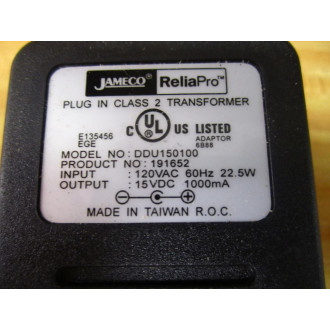 JAMECO® ReliaPro™
PLUG IN CLASS 2 TRANSFORMER
E135456
EGE
C UL® US LISTED
ADAPTOR
6B88
MODEL NO: DDU150100
PRODUCT NO: 191652
INPUT : 120VAC 60Hz 22.5W
OUTPUT : 15VDC 1000mA
- +
MADE IN TAIWAN R.O.C.